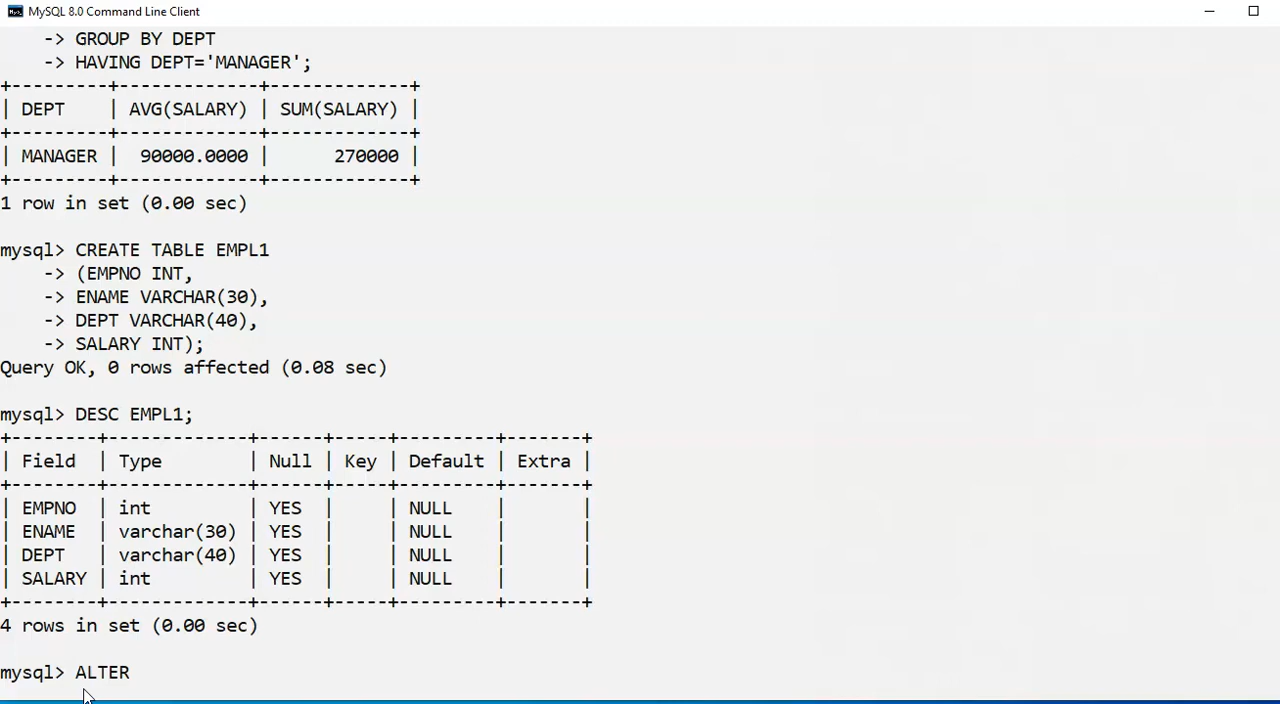 MySQL 8.0 Command Line Client
    -> GROUP BY DEPT
    -> HAVING DEPT='MANAGER';
+---------+-------------+-------------+
| DEPT    | AVG(SALARY) | SUM(SALARY) |
+---------+-------------+-------------+
| MANAGER |  90000.0000 |      270000 |
+---------+-------------+-------------+
1 row in set (0.00 sec)
mysql> CREATE TABLE EMPL1
    -> (EMPNO INT,
    -> ENAME VARCHAR(30),
    -> DEPT VARCHAR(40),
    -> SALARY INT);
Query OK, 0 rows affected (0.08 sec)
mysql> DESC EMPL1;
+--------+-------------+------+-----+---------+-------+
| Field  | Type        | Null | Key | Default | Extra |
+--------+-------------+------+-----+---------+-------+
| EMPNO  | int         | YES  |     | NULL    |       |
| ENAME  | varchar(30) | YES  |     | NULL    |       |
| DEPT   | varchar(40) | YES  |     | NULL    |       |
| SALARY | int         | YES  |     | NULL    |       |
+--------+-------------+------+-----+---------+-------+
4 rows in set (0.00 sec)
mysql> ALTER